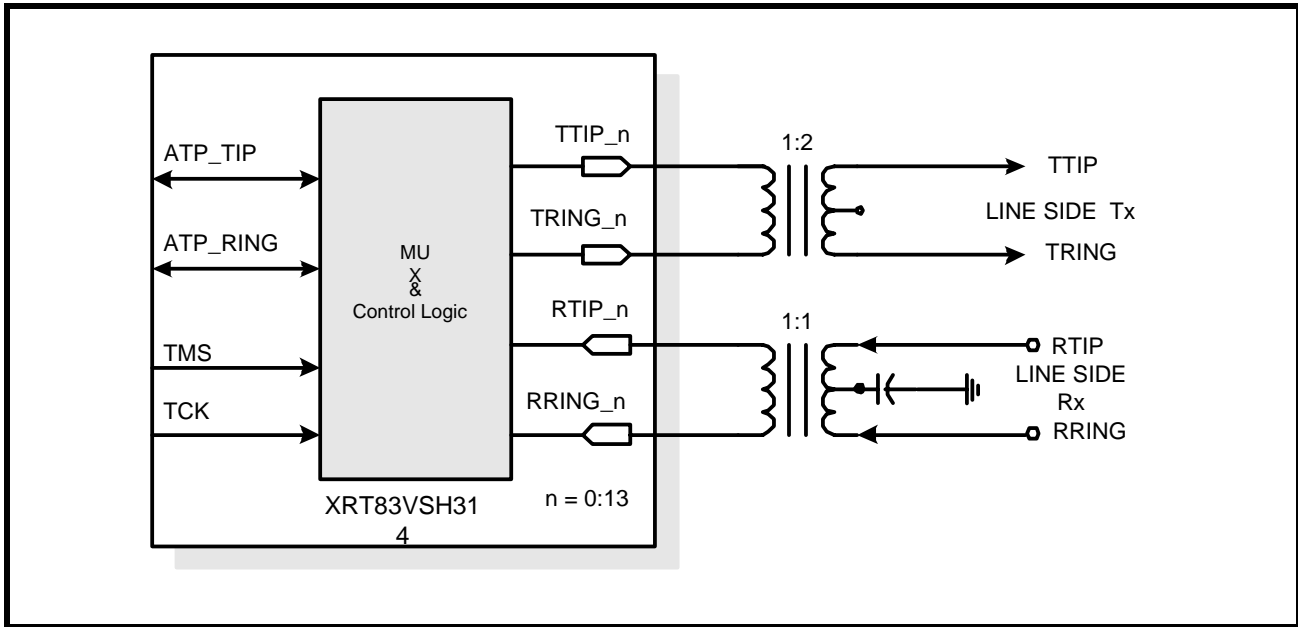 ATP_TIP
ATP_RING
TMS
TCK
MU
X
&
Control Logic
XRT83VSH31
4
TTIP_n
TRING_n
RTIP_n
RRING_n
n = 0:13
1:2
TTIP
LINE SIDE Tx
TRING
1:1
RTIP
LINE SIDE
Rx
RRING